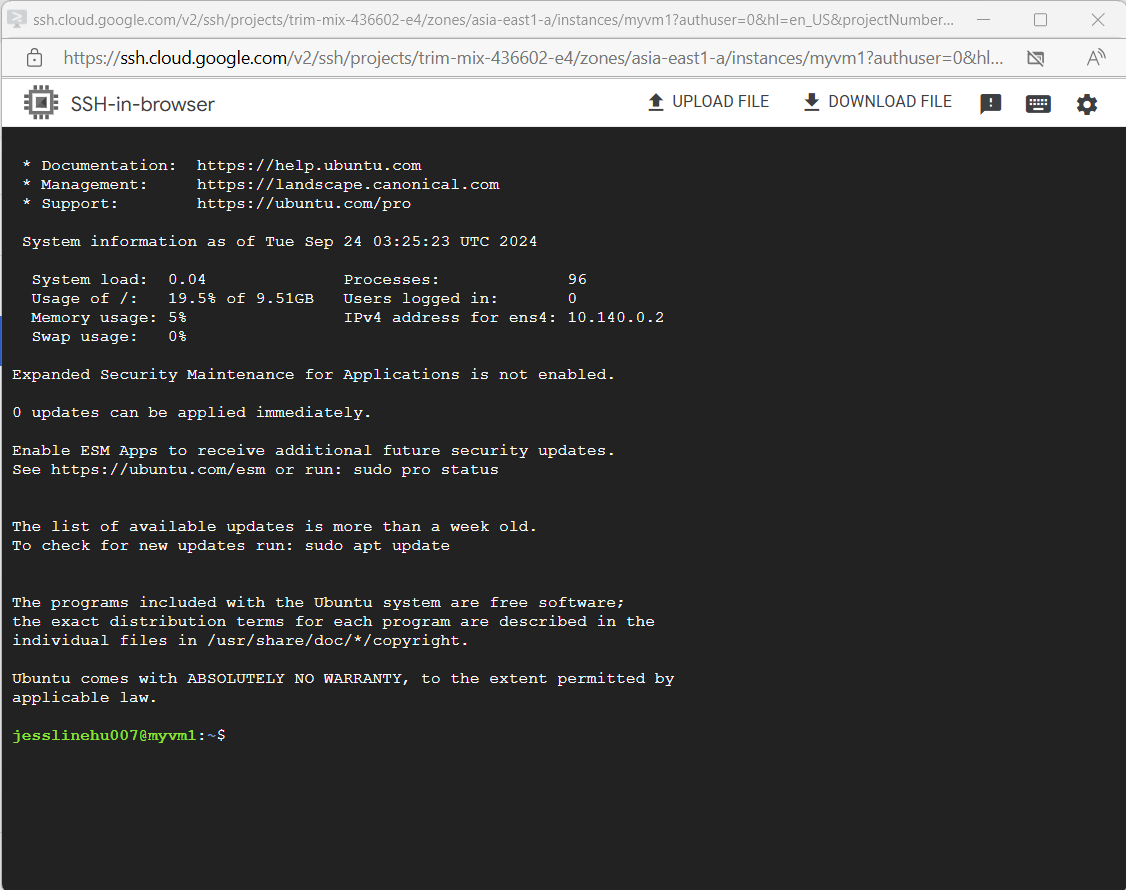 ssh.cloud.google.com/v2/ssh/projects/trim-mix-436602-e4/zones/asia-east1-a/instances/myvm1?authuser=0&hl=en_US&projectNumber...
https://ssh.cloud.google.com/v2/ssh/projects/trim-mix-436602-e4/zones/asia-east1-a/instances/myvm1?authuser=0&hl...
SSH-in-browser UPLOAD FILE DOWNLOAD FILE
* Documentation: https://help.ubuntu.com
* Management: https://landscape.canonical.com
* Support: https://ubuntu.com/pro
System information as of Tue Sep 24 03:25:23 UTC 2024
System load: 0.04 Processes: 96
Usage of /: 19.5% of 9.51GB Users logged in: 0
Memory usage: 5% IPv4 address for ens4: 10.140.0.2
Swap usage: 0%
Expanded Security Maintenance for Applications is not enabled.
0 updates can be applied immediately.
Enable ESM Apps to receive additional future security updates.
See https://ubuntu.com/esm or run: sudo pro status
The list of available updates is more than a week old.
To check for new updates run: sudo apt update
The programs included with the Ubuntu system are free software;
the exact distribution terms for each program are described in the
individual files in /usr/share/doc/*/copyright.
Ubuntu comes with ABSOLUTELY NO WARRANTY, to the extent permitted by
applicable law.
jesslinehu007@myvm1:~$